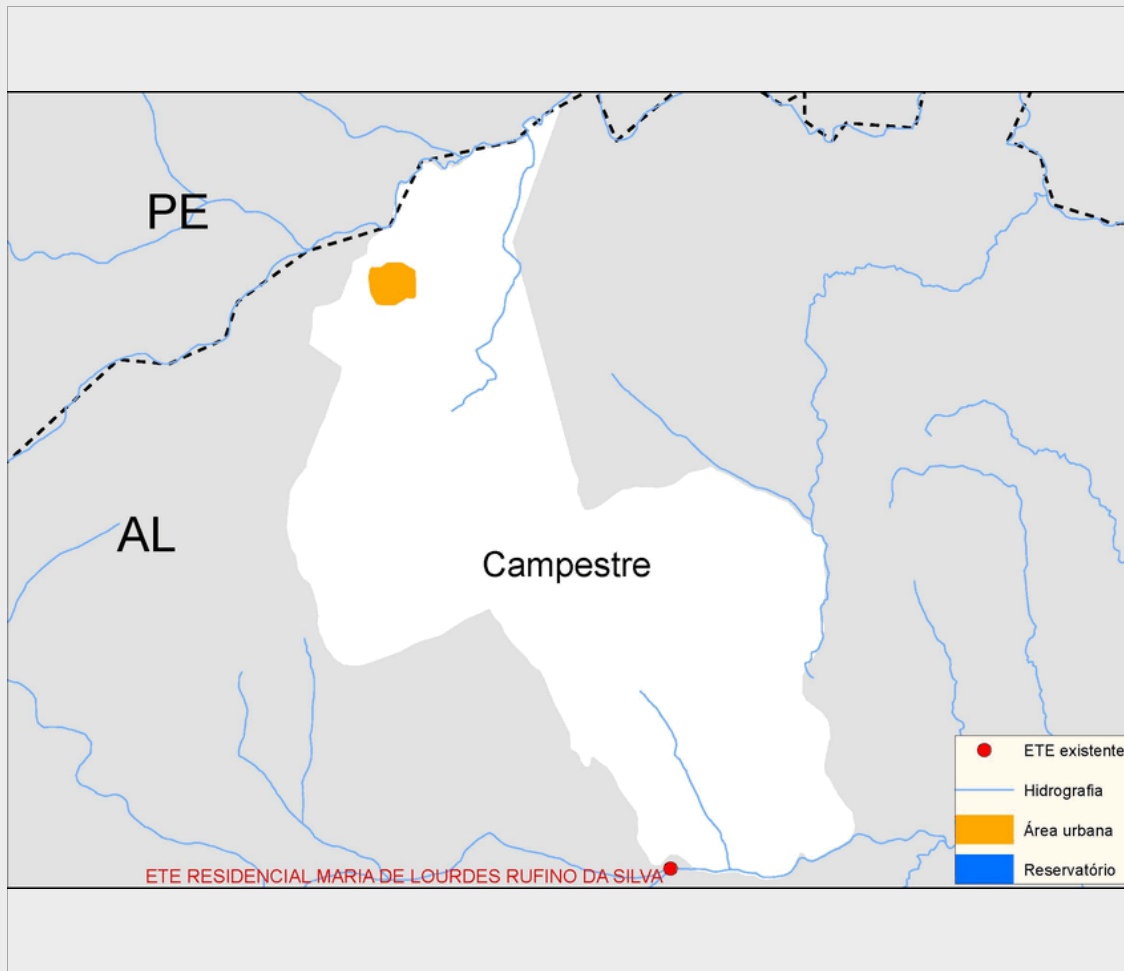 PE
AL
Campestre
ETE RESIDENCIAL MARIA DE LOURDES RUFINO DA SILVA
ETE existente
Hidrografia
Área urbana
Reservatório